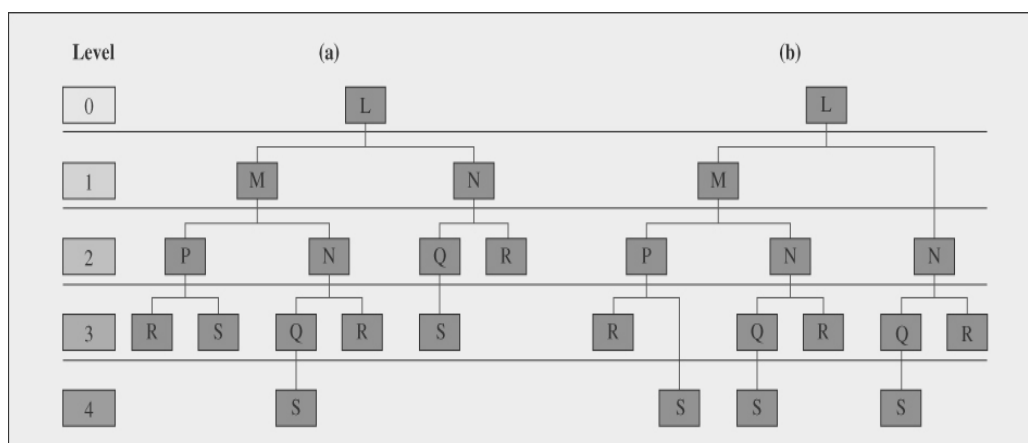 Level (a) (b)
0 L L
1 M N M
2 P N Q R P N N
3 R S Q R S R Q R Q R
4 S S S S